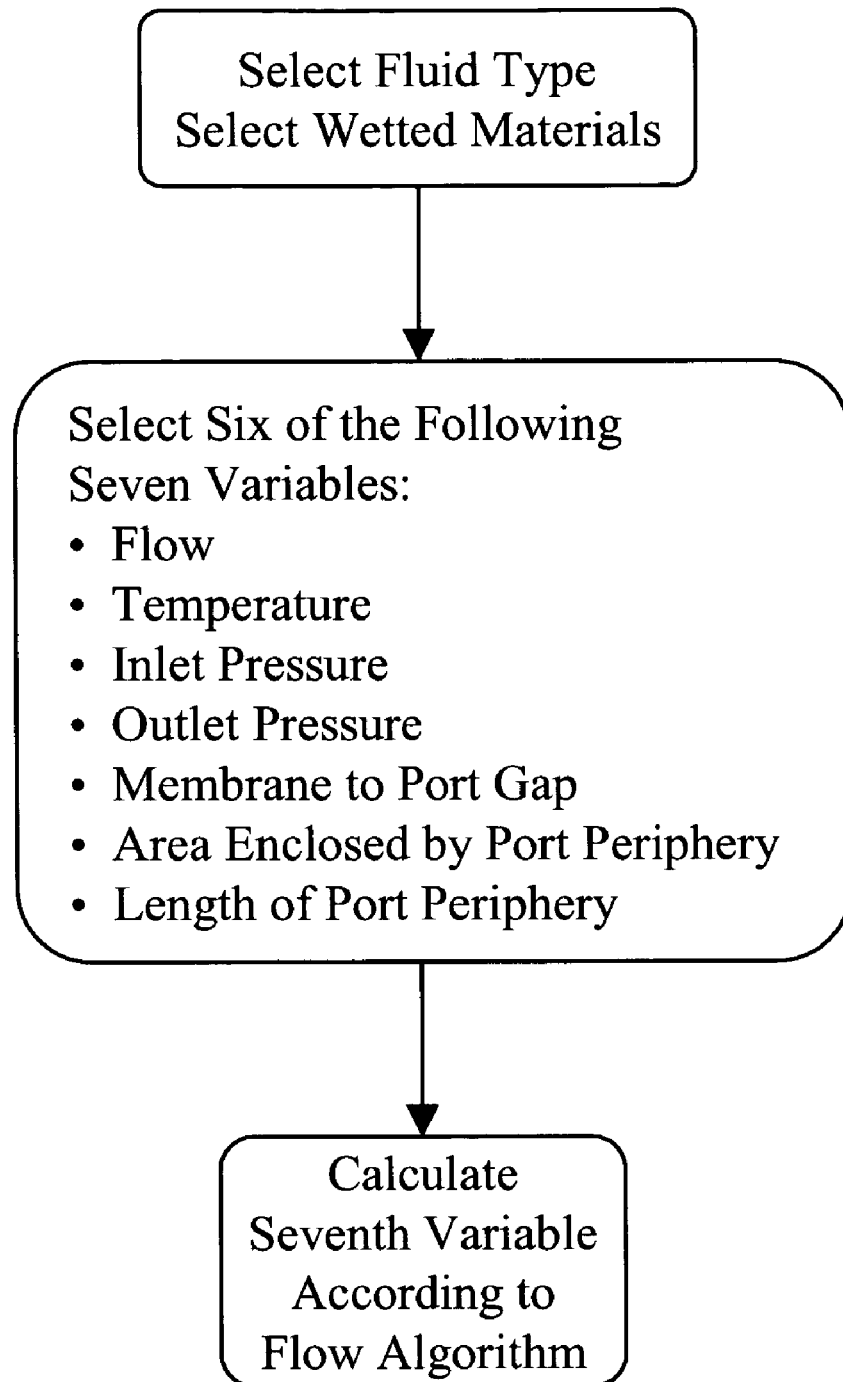 Select Fluid Type
Select Wetted Materials
Select Six of the Following
Seven Variables:
• Flow
• Temperature
• Inlet Pressure
• Outlet Pressure
• Membrane to Port Gap
• Area Enclosed by Port Periphery
• Length of Port Periphery
Calculate
Seventh Variable
According to
Flow Algorithm